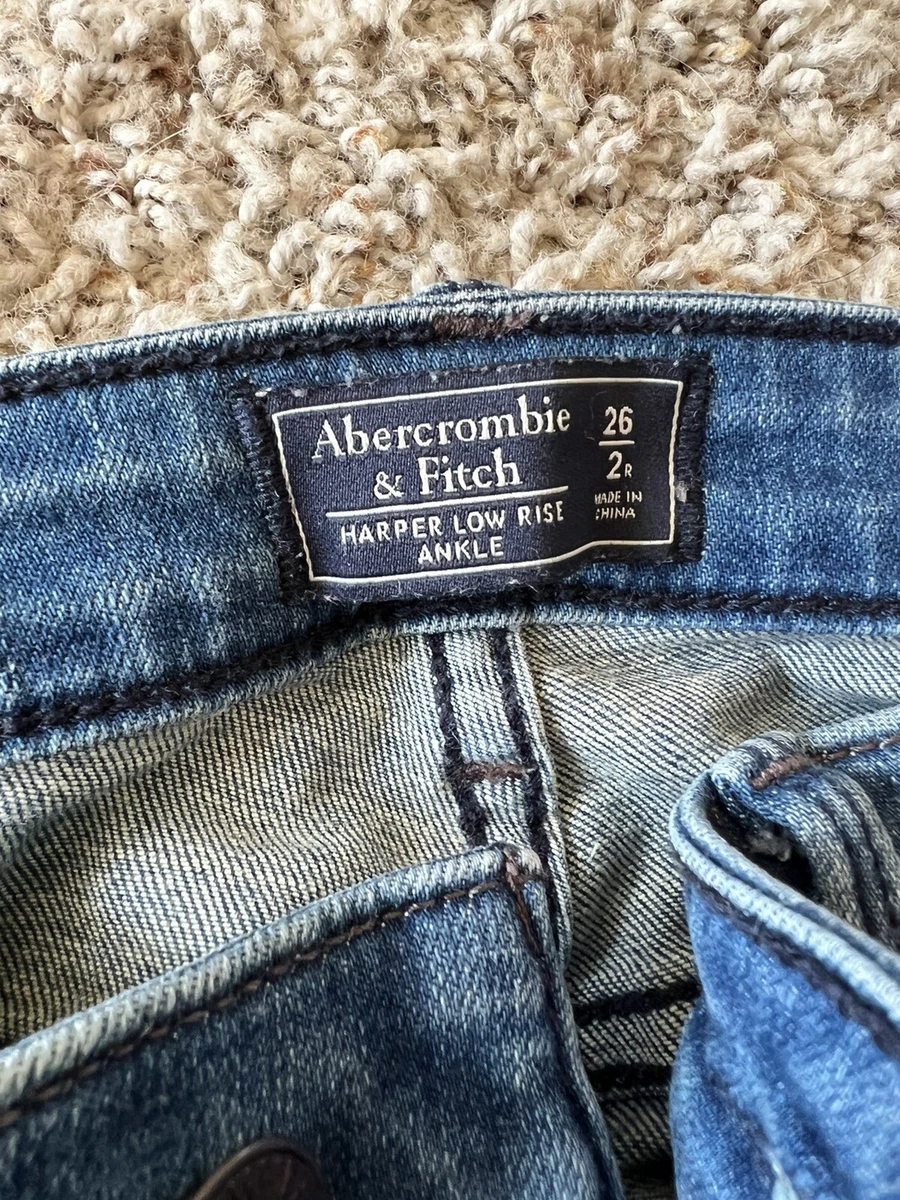 Abercrombie
& Fitch
HARPER LOW RISE
ANKLE
26
2R
MADE IN
CHINA